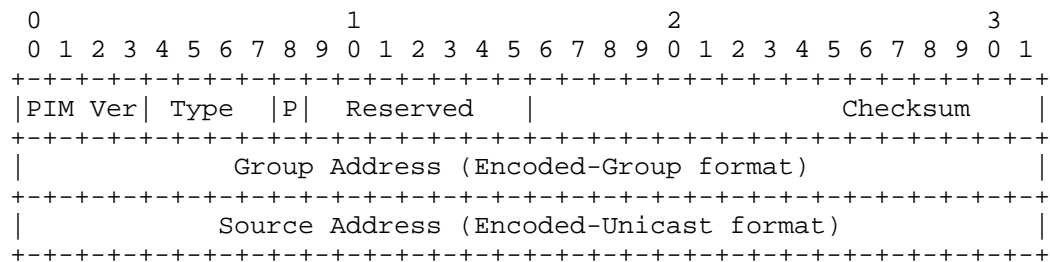 0                   1                   2                   3
0 1 2 3 4 5 6 7 8 9 0 1 2 3 4 5 6 7 8 9 0 1 2 3 4 5 6 7 8 9 0 1
+-+-+-+-+-+-+-+-+-+-+-+-+-+-+-+-+-+-+-+-+-+-+-+-+-+-+-+-+-+-+-+-+
|PIM Ver| Type  |P|  Reserved   |                   Checksum    |
+-+-+-+-+-+-+-+-+-+-+-+-+-+-+-+-+-+-+-+-+-+-+-+-+-+-+-+-+-+-+-+-+
|             Group Address (Encoded-Group format)              |
+-+-+-+-+-+-+-+-+-+-+-+-+-+-+-+-+-+-+-+-+-+-+-+-+-+-+-+-+-+-+-+-+
|            Source Address (Encoded-Unicast format)            |
+-+-+-+-+-+-+-+-+-+-+-+-+-+-+-+-+-+-+-+-+-+-+-+-+-+-+-+-+-+-+-+-+